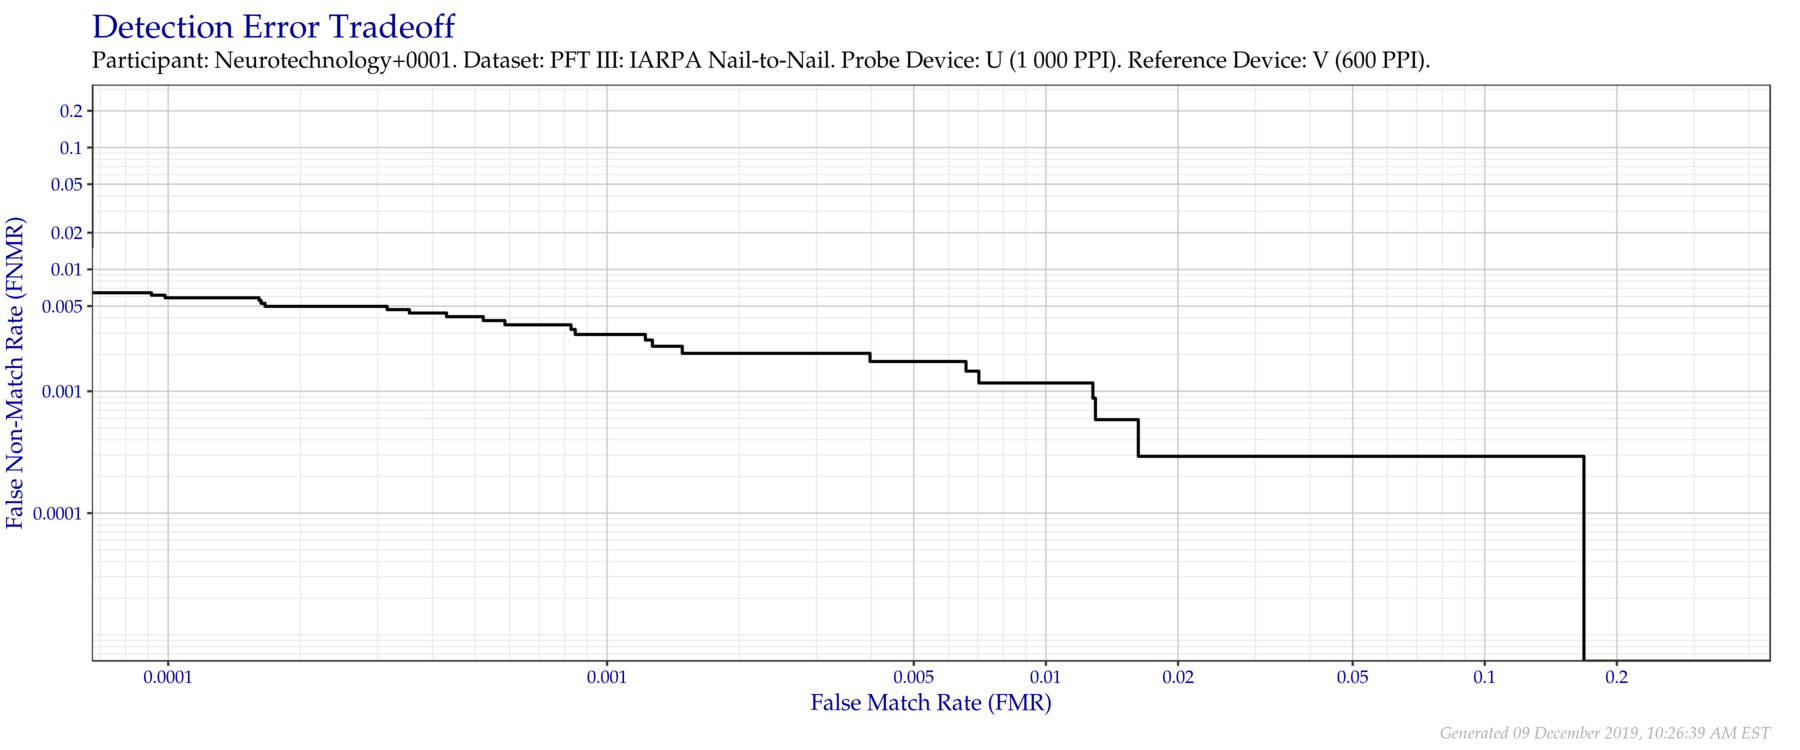 Detection Error Tradeoff
Participant: Neurotechnology+0001. Dataset: PFT III: IARPA Nail-to-Nail. Probe Device: U (1 000 PPI). Reference Device: V (600 PPI).
False Non-Match Rate (FNMR)
0.2
0.1
0.05
0.02
0.01
0.005
0.001
0.0001
0.0001 0.001 0.005 0.01 0.02 0.05 0.1 0.2
False Match Rate (FMR)
Generated 09 December 2019, 10:26:39 AM EST